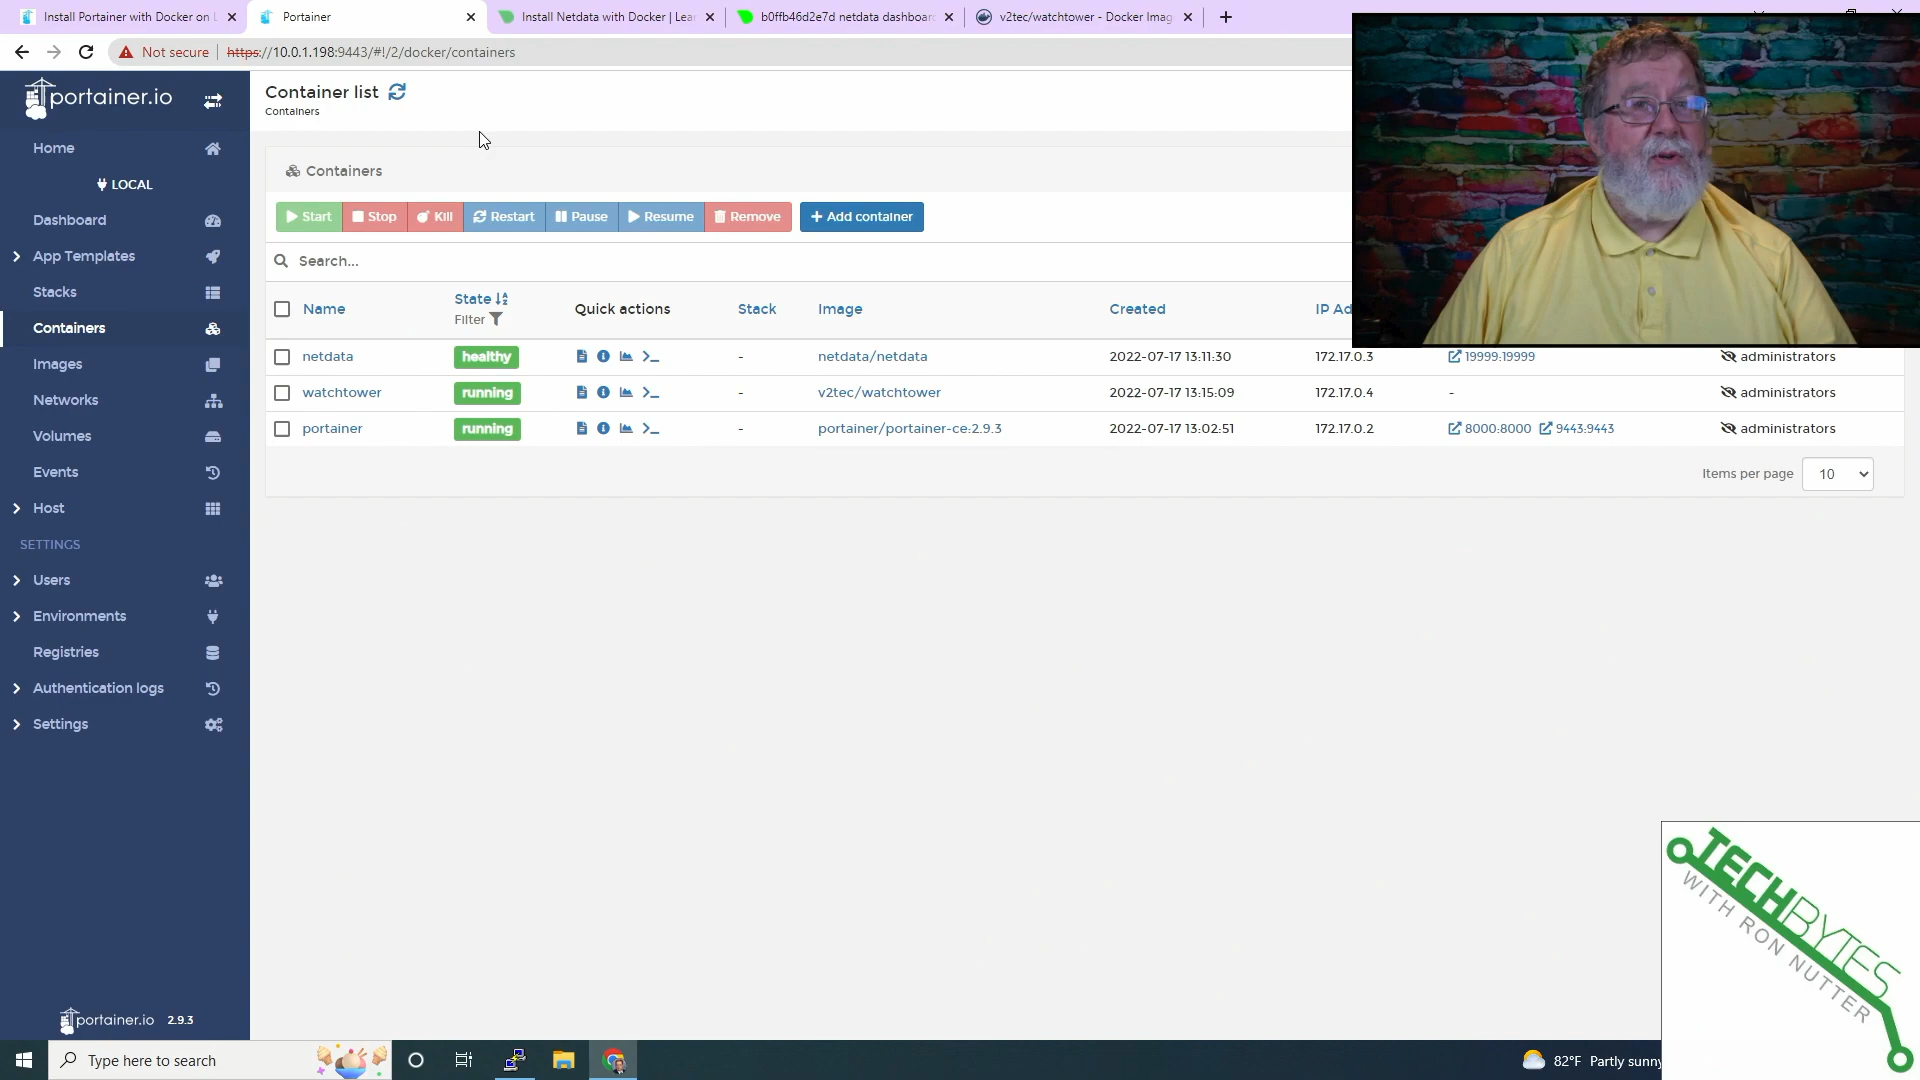 Install Portainer with Docker on L
Portainer
Install Netdata with Docker | Lea
b0ffb46d2e7d netdata dashboar
v2tec/watchtower - Docker Imag
Not secure
https://10.0.1.198:9443/#!/2/docker/containers
portainer.io
Home
LOCAL
Dashboard
App Templates
Stacks
Containers
Images
Networks
Volumes
Events
Host
SETTINGS
Users
Environments
Registries
Authentication logs
Settings
portainer.io 2.9.3
Container list
Containers
Containers
Start Stop Kill Restart Pause Resume Remove Add container
Search...
Name State Filter Quick actions Stack Image Created IP Ad
netdata healthy - netdata/netdata 2022-07-17 13:11:30 172.17.0.3 19999:19999 administrators
watchtower running - v2tec/watchtower 2022-07-17 13:15:09 172.17.0.4 - administrators
portainer running - portainer/portainer-ce:2.9.3 2022-07-17 13:02:51 172.17.0.2 8000:8000 9443:9443 administrators
Items per page 10
TECHBYTES
WITH RON NUTTER
Type here to search
82°F Partly sunny